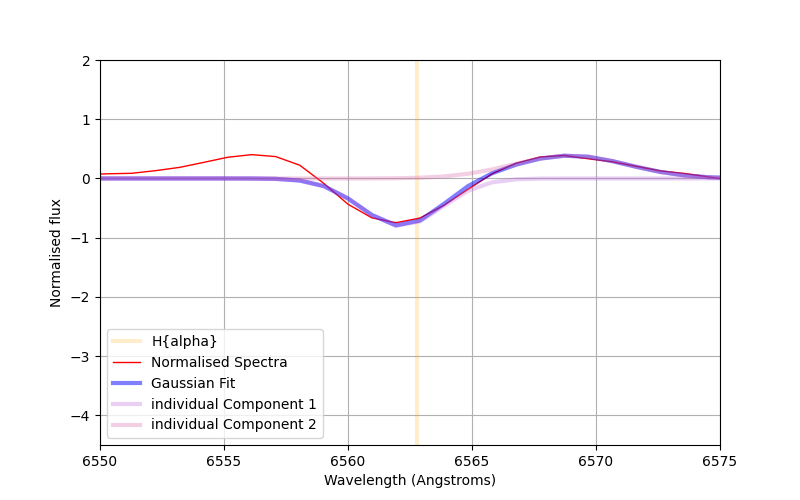 2
1
0
−1
−2
−3
−4
Normalised flux
H{alpha}
Normalised Spectra
Gaussian Fit
individual Component 1
individual Component 2
6550 6555 6560 6565 6570 6575
Wavelength (Angstroms)